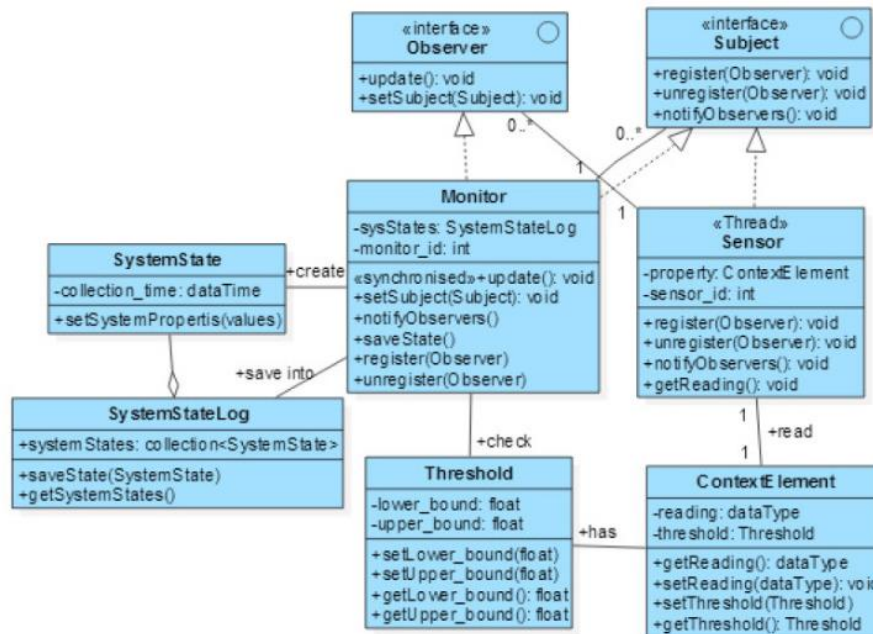 «interface»
Observer
+update(): void
+setSubject(Subject): void
«interface»
Subject
+register(Observer): void
+unregister(Observer): void
+notifyObservers(): void
0..*
0..*
1
1
Monitor
-sysStates: SystemStateLog
-monitor_id: int
«synchronised»+update(): void
+setSubject(Subject): void
+notifyObservers()
+saveState()
+register(Observer)
+unregister(Observer)
«Thread»
Sensor
-property: ContextElement
-sensor_id: int
+register(Observer): void
+unregister(Observer): void
+notifyObservers(): void
+getReading(): void
SystemState
-collection_time: dataTime
+setSystemPropertis(values)
+create
+save into
SystemStateLog
+systemStates: collection<SystemState>
+saveState(SystemState)
+getSystemStates()
+check
1
+read
1
Threshold
-lower_bound: float
-upper_bound: float
+setLower_bound(float)
+setUpper_bound(float)
+getLower_bound(): float
+getUpper_bound(): float
+has
ContextElement
-reading: dataType
-threshold: Threshold
+getReading(): dataType
+setReading(dataType): void
+setThreshold(Threshold)
+getThreshold(): Threshold